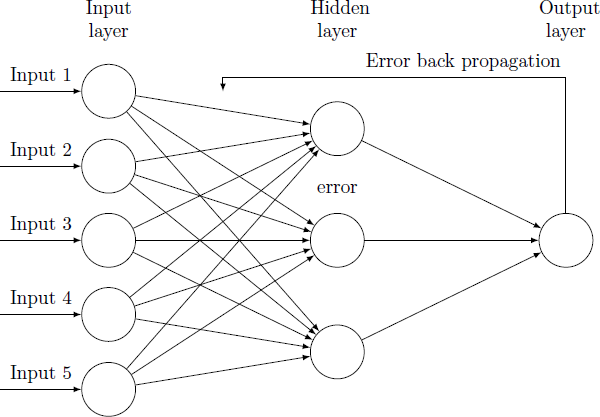 Input
layer
Hidden
layer
Output
layer
Error back propagation
Input 1
Input 2
error
Input 3
Input 4
Input 5